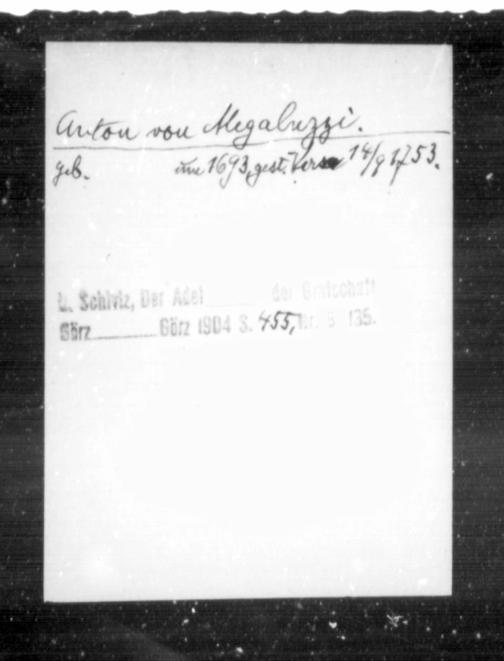 Anton von Megaluzzi.
geb. um 1693, gest. Versa 14/9 1753.
v. Schiviz, Der Adel der Grafschaft
Görz Görz 1904 S. 455, Nr. 135.